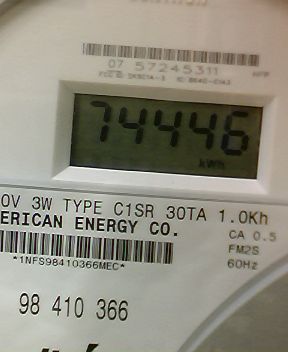 07 57245311
74446
kWh
0V 3W TYPE C1SR 30TA 1.0Kh
ERICAN ENERGY CO.
CA 0.5
FM2S
60Hz
*1NFS98410366MEC*
98 410 366